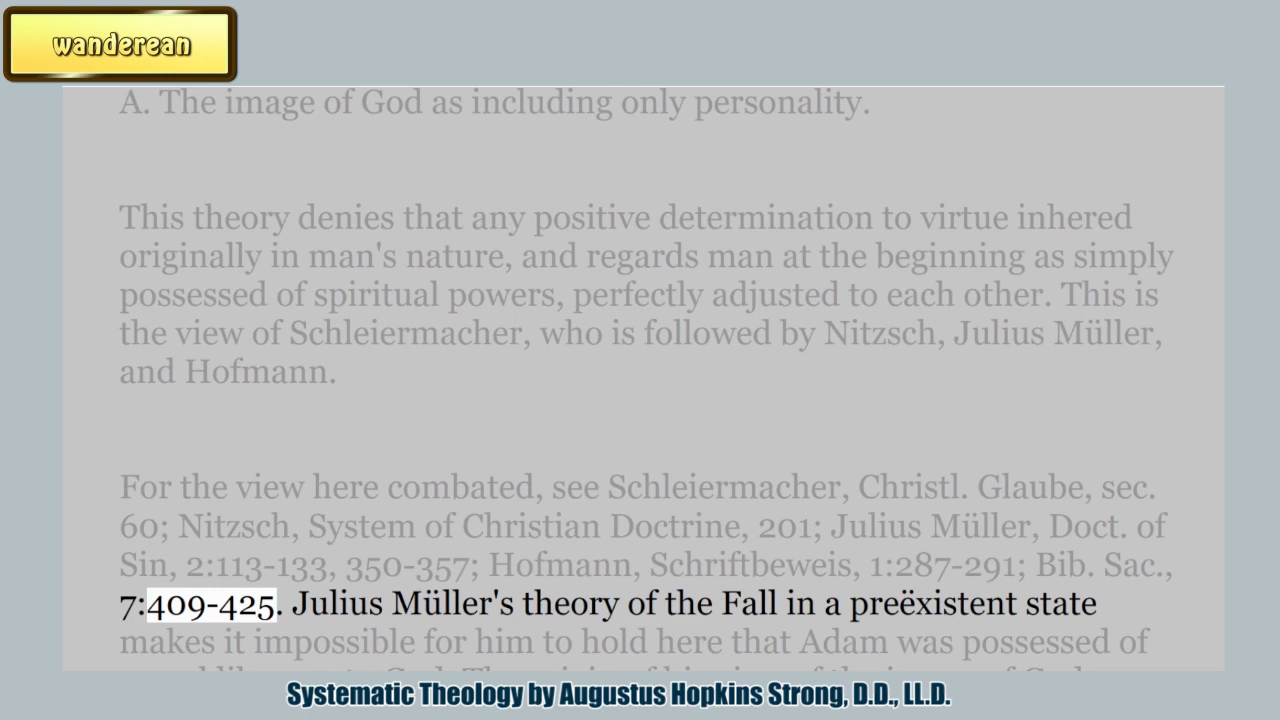 wanderean
A. The image of God as including only personality.
This theory denies that any positive determination to virtue inhered
originally in man's nature, and regards man at the beginning as simply
possessed of spiritual powers, perfectly adjusted to each other. This is
the view of Schleiermacher, who is followed by Nitzsch, Julius Müller,
and Hofmann.
For the view here combated, see Schleiermacher, Christl. Glaube, sec.
60; Nitzsch, System of Christian Doctrine, 201; Julius Müller, Doct. of
Sin, 2:113-133, 350-357; Hofmann, Schriftbeweis, 1:287-291; Bib. Sac.,
7:409-425. Julius Müller's theory of the Fall in a preëxistent state
makes it impossible for him to hold here that Adam was possessed of
Systematic Theology by Augustus Hopkins Strong, D.D., LL.D.